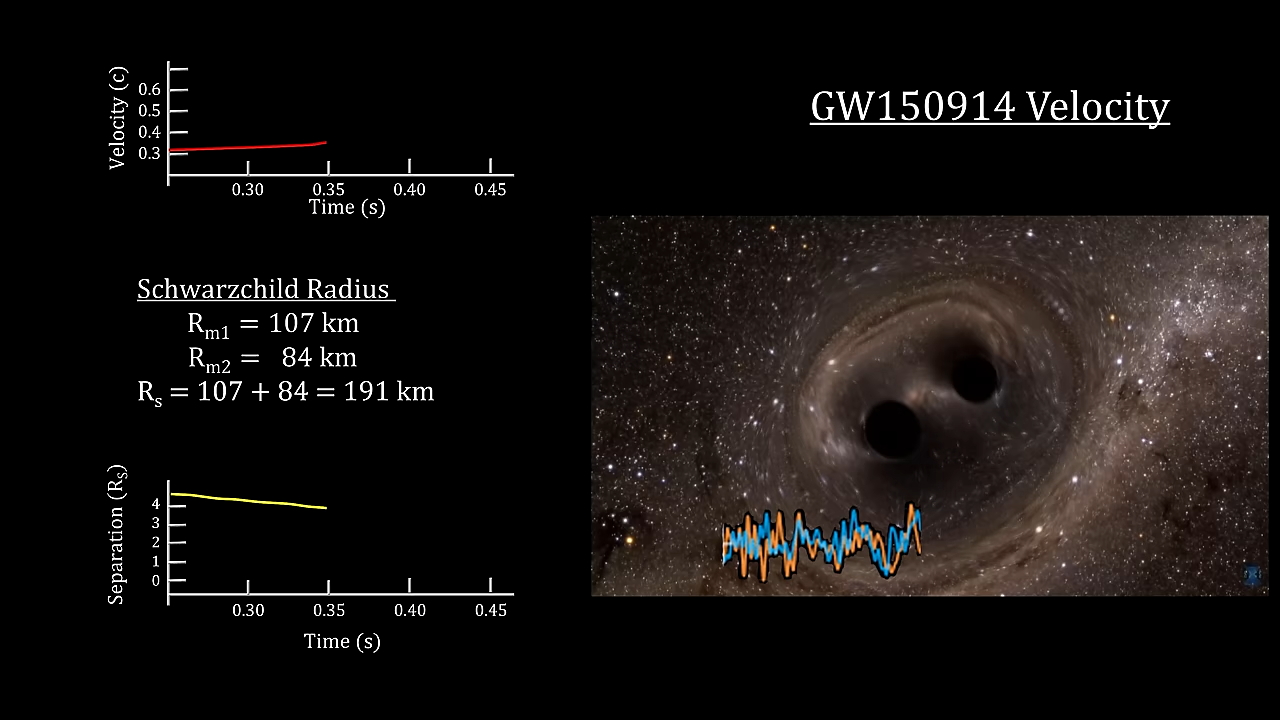 GW150914 Velocity
Velocity (c)
0.6
0.5
0.4
0.3
0.30 0.35 0.40 0.45
Time (s)
Schwarzchild Radius
Rm1 = 107 km
Rm2 = 84 km
Rs = 107 + 84 = 191 km
Separation (RS)
4
3
2
1
0
0.30 0.35 0.40 0.45
Time (s)